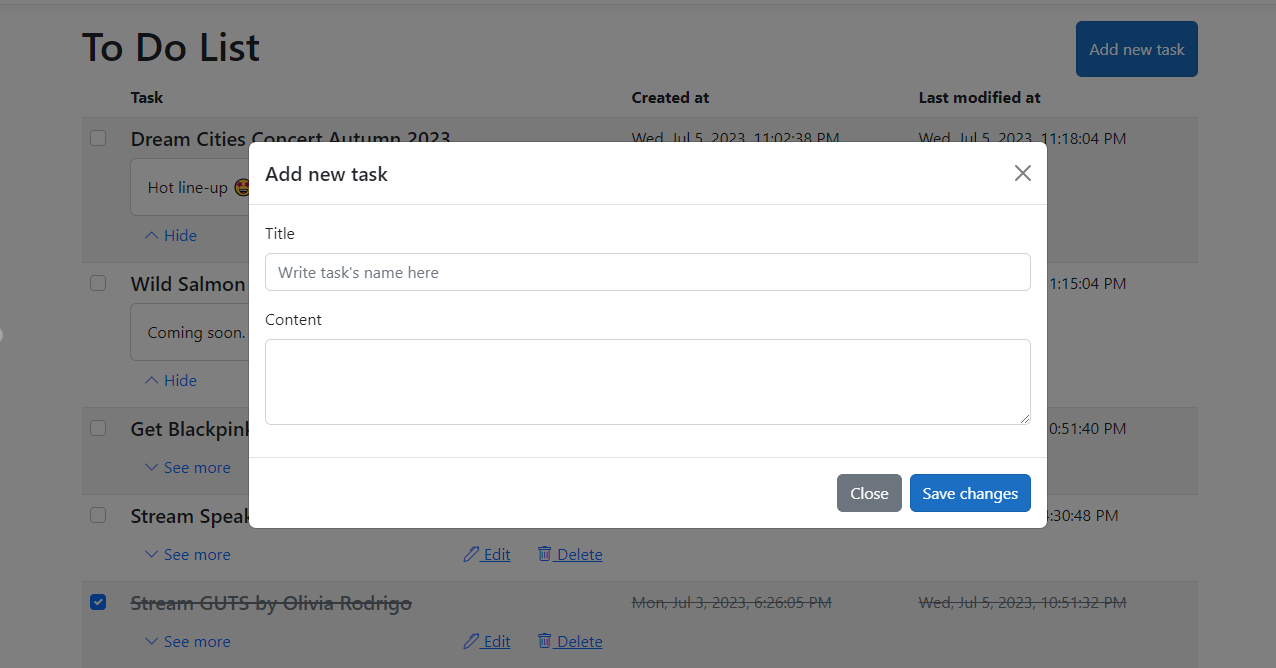 To Do List
Add new task
Task Created at Last modified at
Dream Cities Concert Autumn 2023 Wed, Jul 5, 2023, 11:02:38 PM Wed, Jul 5, 2023, 11:18:04 PM
Add new task
Hot line-up 🤩
Hide
Title
Write task's name here
Wild Salmon 1:15:04 PM
Content
Coming soon.
Hide
Get Blackpink 0:51:40 PM
See more
Close Save changes
Stream Speak :30:48 PM
See more Edit Delete
Stream GUTS by Olivia Rodrigo Mon, Jul 3, 2023, 6:26:05 PM Wed, Jul 5, 2023, 10:51:32 PM
See more Edit Delete